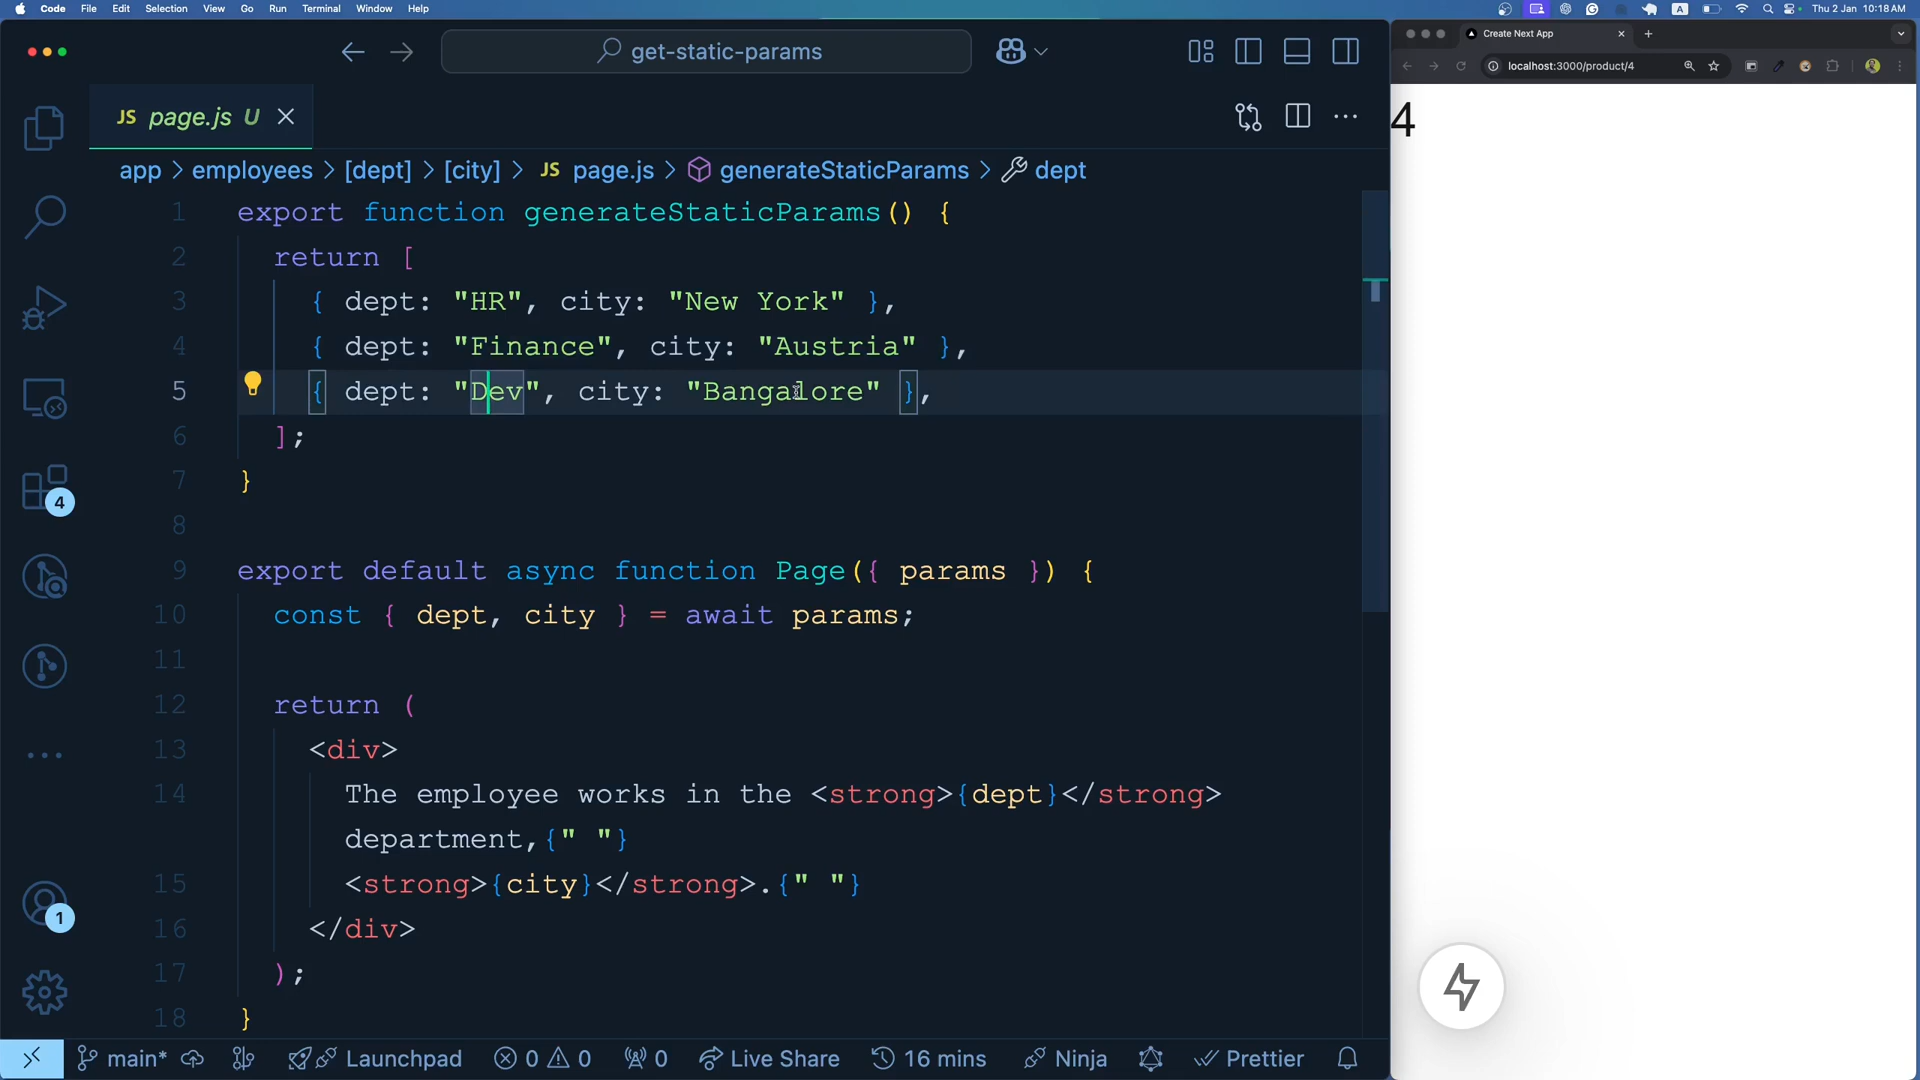 Code File Edit Selection View Go Run Terminal Window Help
A Thu 2 Jan 10:18 AM
get-static-params
Create Next App
localhost:3000/product/4
JS page.js U
app > employees > [dept] > [city] > JS page.js > generateStaticParams > dept
4
1 export function generateStaticParams() {
2 return [
3 { dept: "HR", city: "New York" },
4 { dept: "Finance", city: "Austria" },
5 { dept: "Dev", city: "Bangalore" },
6 ];
7 }
8
9 export default async function Page({ params }) {
10 const { dept, city } = await params;
11
12 return (
13 <div>
14 The employee works in the <strong>{dept}</strong>
department,{" "}
15 <strong>{city}</strong>.{" "}
16 </div>
17 );
18 }
4
1
main* Launchpad 0 0 0 Live Share 16 mins Ninja Prettier